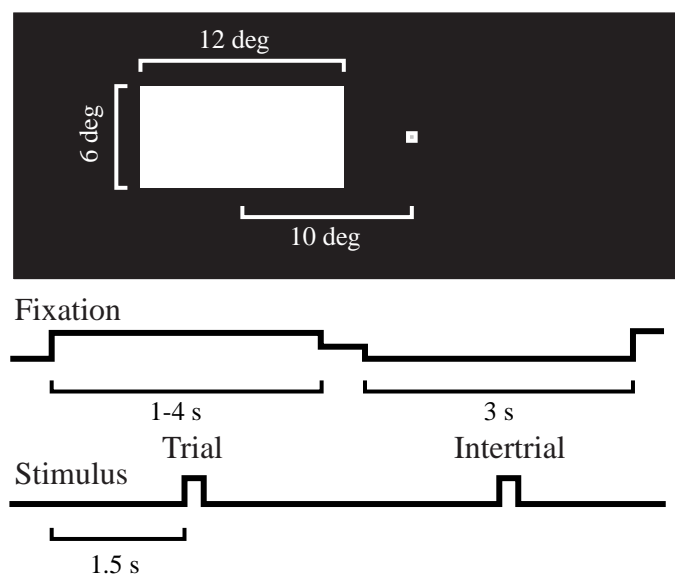 12 deg
6 deg
10 deg
Fixation
1-4 s
3 s
Trial
Intertrial
Stimulus
1.5 s